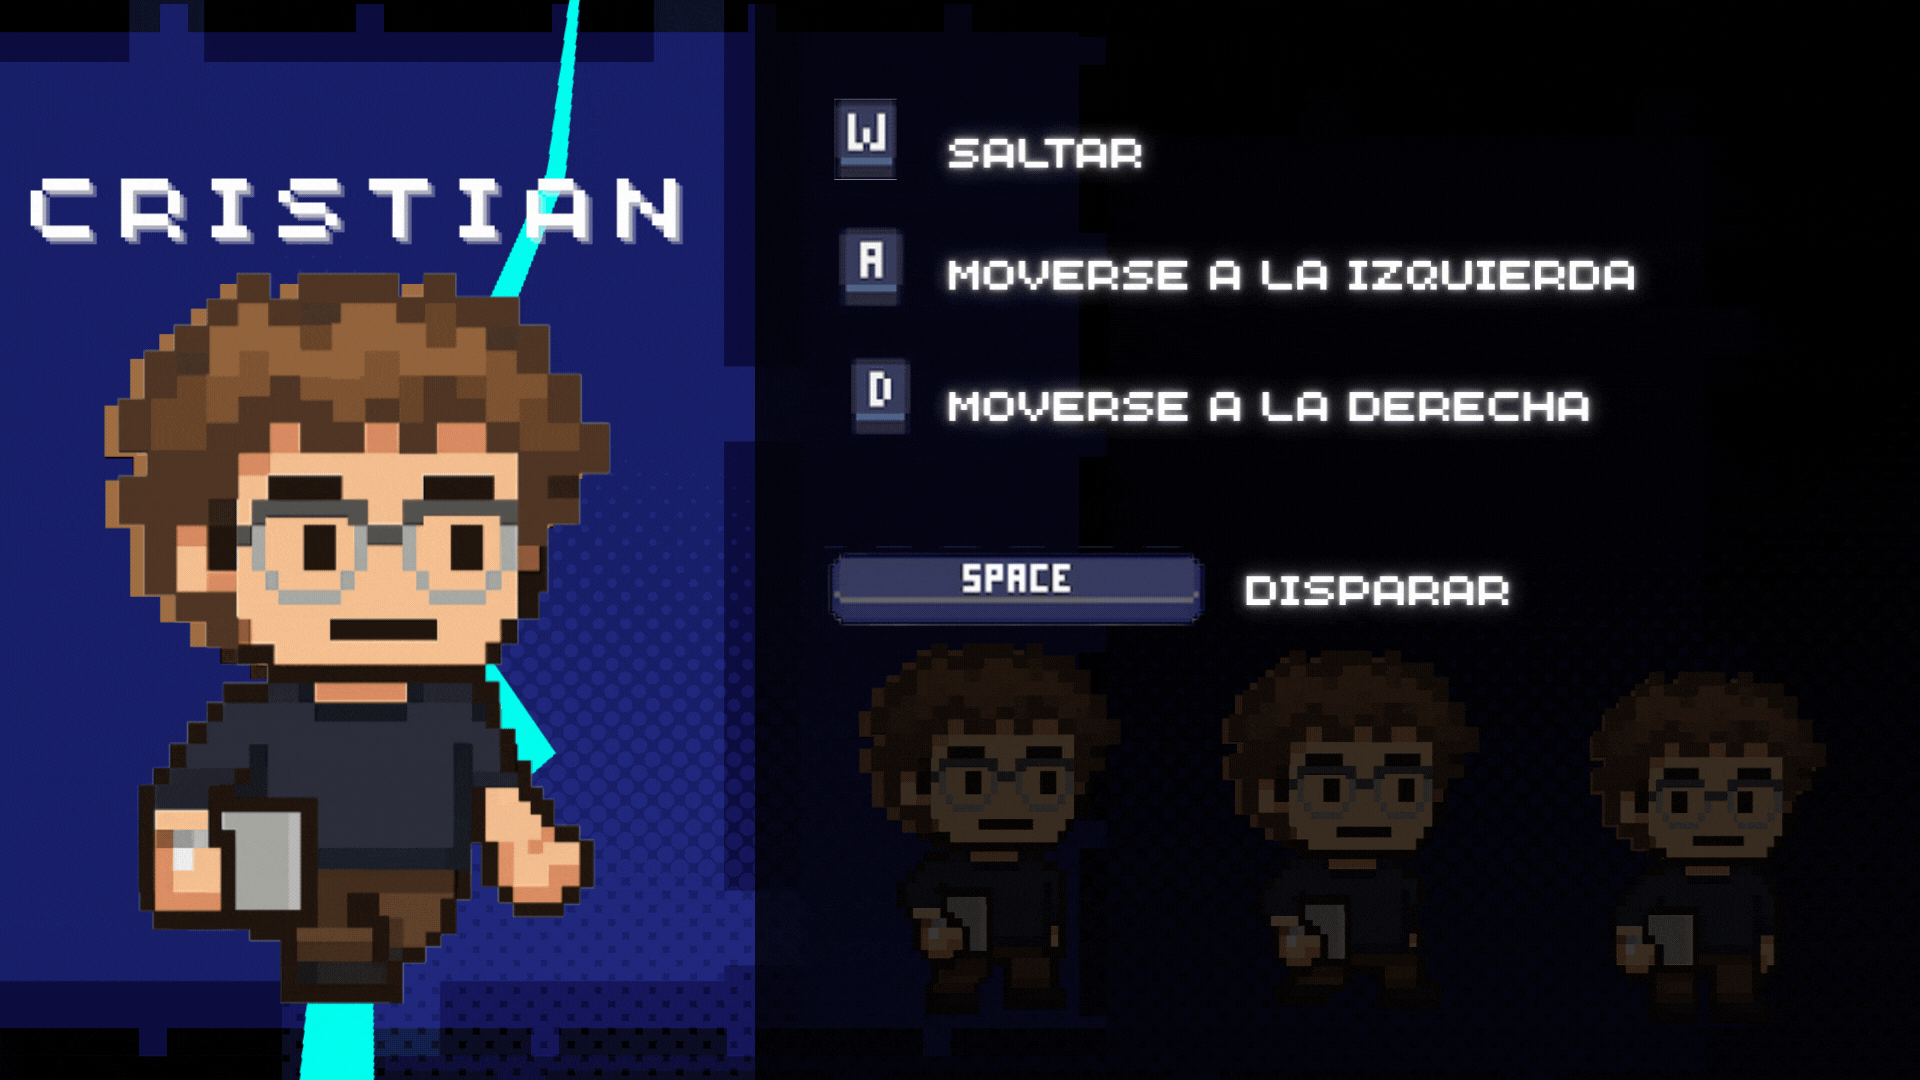 CRISTIAN
W SALTAR
A MOVERSE A LA IZQUIERDA
D MOVERSE A LA DERECHA
SPACE DISPARAR